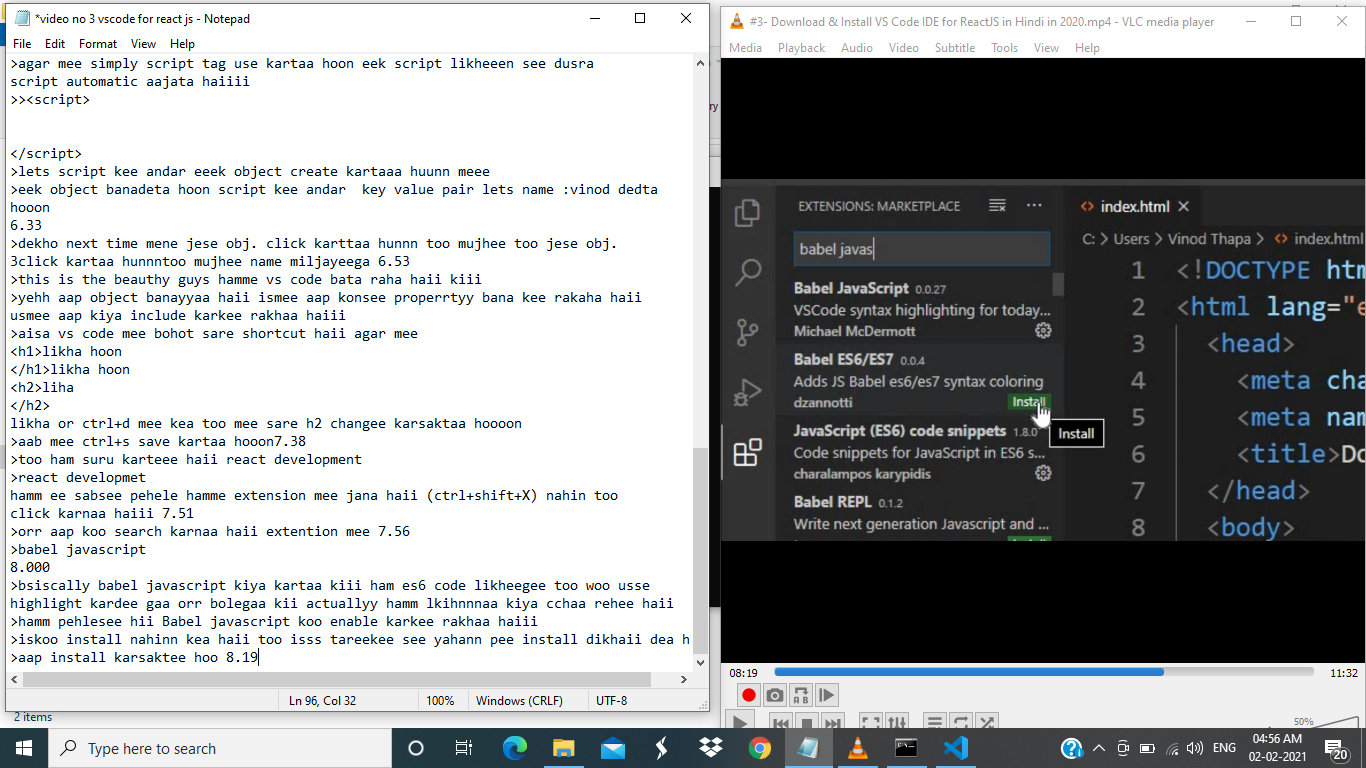 *video no 3 vscode for react js - Notepad
File Edit Format View Help
>agar mee simply script tag use kartaa hoon eek script likheeen see dusra
script automatic aajata haiiii
>><script>
</script>
>lets script kee andar eeek object create kartaaa huunn meee
>eek object banadeta hoon script kee andar  key value pair lets name :vinod dedta
hooon
6.33
>dekho next time mene jese obj. click karttaa hunnn too mujhee too jese obj.
3click kartaa hunnntoo mujhee name miljayeega 6.53
>this is the beauthy guys hamme vs code bata raha haii kiii
>yehh aap object banayyaa haii ismee aap konsee properrtyy bana kee rakaha haii
usmee aap kiya include karkee rakhaa haiii
>aisa vs code mee bohot sare shortcut haii agar mee
<h1>likha hoon
</h1>likha hoon
<h2>liha
</h2>
likha or ctrl+d mee kea too mee sare h2 changee karsaktaa hoooon
>aab mee ctrl+s save kartaa hooon7.38
>too ham suru karteee haii react development
>react developmet
hamm ee sabsee pehele hamme extension mee jana haii (ctrl+shift+X) nahin too
click karnaa haiii 7.51
>orr aap koo search karnaa haii extention mee 7.56
>babel javascript
8.000
>bsiscally babel javascript kiya kartaa kiii ham es6 code likheegee too woo usse
highlight kardee gaa orr bolegaa kii actuallyy hamm lkihnnnaa kiya cchaa rehee haii
>hamm pehlesee hii Babel javascript koo enable karkee rakhaa haiii
>iskoo install nahinn kea haii too isss tareekee see yahann pee install dikhaii dea h
>aap install karsaktee hoo 8.19
Ln 96, Col 32 100% Windows (CRLF) UTF-8
2 items
ry
#3- Download & Install VS Code IDE for ReactJS in Hindi in 2020.mp4 - VLC media player
Media Playback Audio Video Subtitle Tools View Help
EXTENSIONS: MARKETPLACE
babel javas
Babel JavaScript 0.0.27
VSCode syntax highlighting for today...
Michael McDermott
Babel ES6/ES7 0.0.4
Adds JS Babel es6/es7 syntax coloring
dzannotti Install
Install
JavaScript (ES6) code snippets 1.8.0
Code snippets for JavaScript in ES6 s...
charalampos karypidis
Babel REPL 0.1.2
Write next generation Javascript and ...
<> index.html
C: > Users > Vinod Thapa > <> index.html
1 <!DOCTYPE htm
2 <html lang="e
3 <head>
4 <meta cha
5 <meta nam
6 <title>Do
7 </head>
8 <body>
08:19 11:32
50%
Type here to search
ENG
04:56 AM
02-02-2021
20